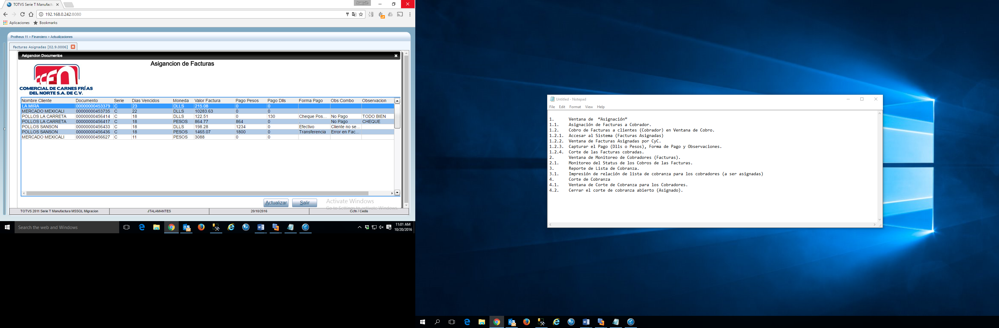 TOTVS Serie T Manufact
Joaquin
192.168.0.242:8080
off
Aplicaciones Bookmarks
Protheus 11 > Financiero > Actualizaciones
Facturas Asignadas [02.9.0006]
Asigancion Documentos
Asigancion de Facturas
ccfn
COMERCIAL DE CARNES FRÍAS
DEL NORTE S.A. DE C.V.
Nombre Cliente Documento Serie Dias Vencidos Moneda Valor Factura Pago Pesos Pago Dlls Forma Pago Obs Combo Observacion
LA MIRA 00000000453379 C 23 DLLS 215.08 0 0
MERCADO MEXICALI 00000000453735 C 22 DLLS 10283.63 0 0
POLLOS LA CARRETA 00000000456414 C 18 DLLS 122.51 0 130 Cheque Pos... No Pago TODO BIEN
POLLOS LA CARRETA 00000000456417 C 18 PESOS 864.77 864 0 . No Pago CHEQUE
POLLOS SANSON 00000000456433 C 18 DLLS 198.28 1234 0 Efectivo Cliente no se...
POLLOS SANSON 00000000456436 C 18 PESOS 1465.07 1800 0 Transferencia Error en Fac...
MERCADO MEXICALI 00000000456627 C 11 PESOS 3088 0 0
Actualizar Salir
Activate Windows
Go to Settings to activate Windows.
TOTVS 2011 Serie T Manufactura MSSQL Migracion JTALAMANTES 20/10/2016 Ccfn / Cedis
Search the web and Windows
11:01 AM
10/20/2016
Untitled - Notepad
File Edit Format View Help
1. Ventana de “Asignación”
1.1. Asignación de Facturas a Cobrador.
1.2. Cobro de Facturas a clientes (Cobrador) en Ventana de Cobro.
1.2.1. Accesar al Sistema (Facturas Asignadas)
1.2.2. Ventana de Facturas Asignadas por CyC.
1.2.3. Capturar el Pago (Dlls o Pesos), Forma de Pago y Observaciones.
1.2.4. Corte de las Facturas cobradas.
2. Ventana de Monitoreo de Cobradores (Facturas).
2.1. Monitoreo del Status de los Cobros de las Facturas.
3. Reporte de Lista de Cobranza.
3.1. Impresión de relación de lista de cobranza para los cobradores (a ser asignadas)
4. Corte de Cobranza
4.1. Ventana de Corte de Cobranza para los Cobradores.
4.2. Cerrar el corte de cobranza abierto (Asignado).